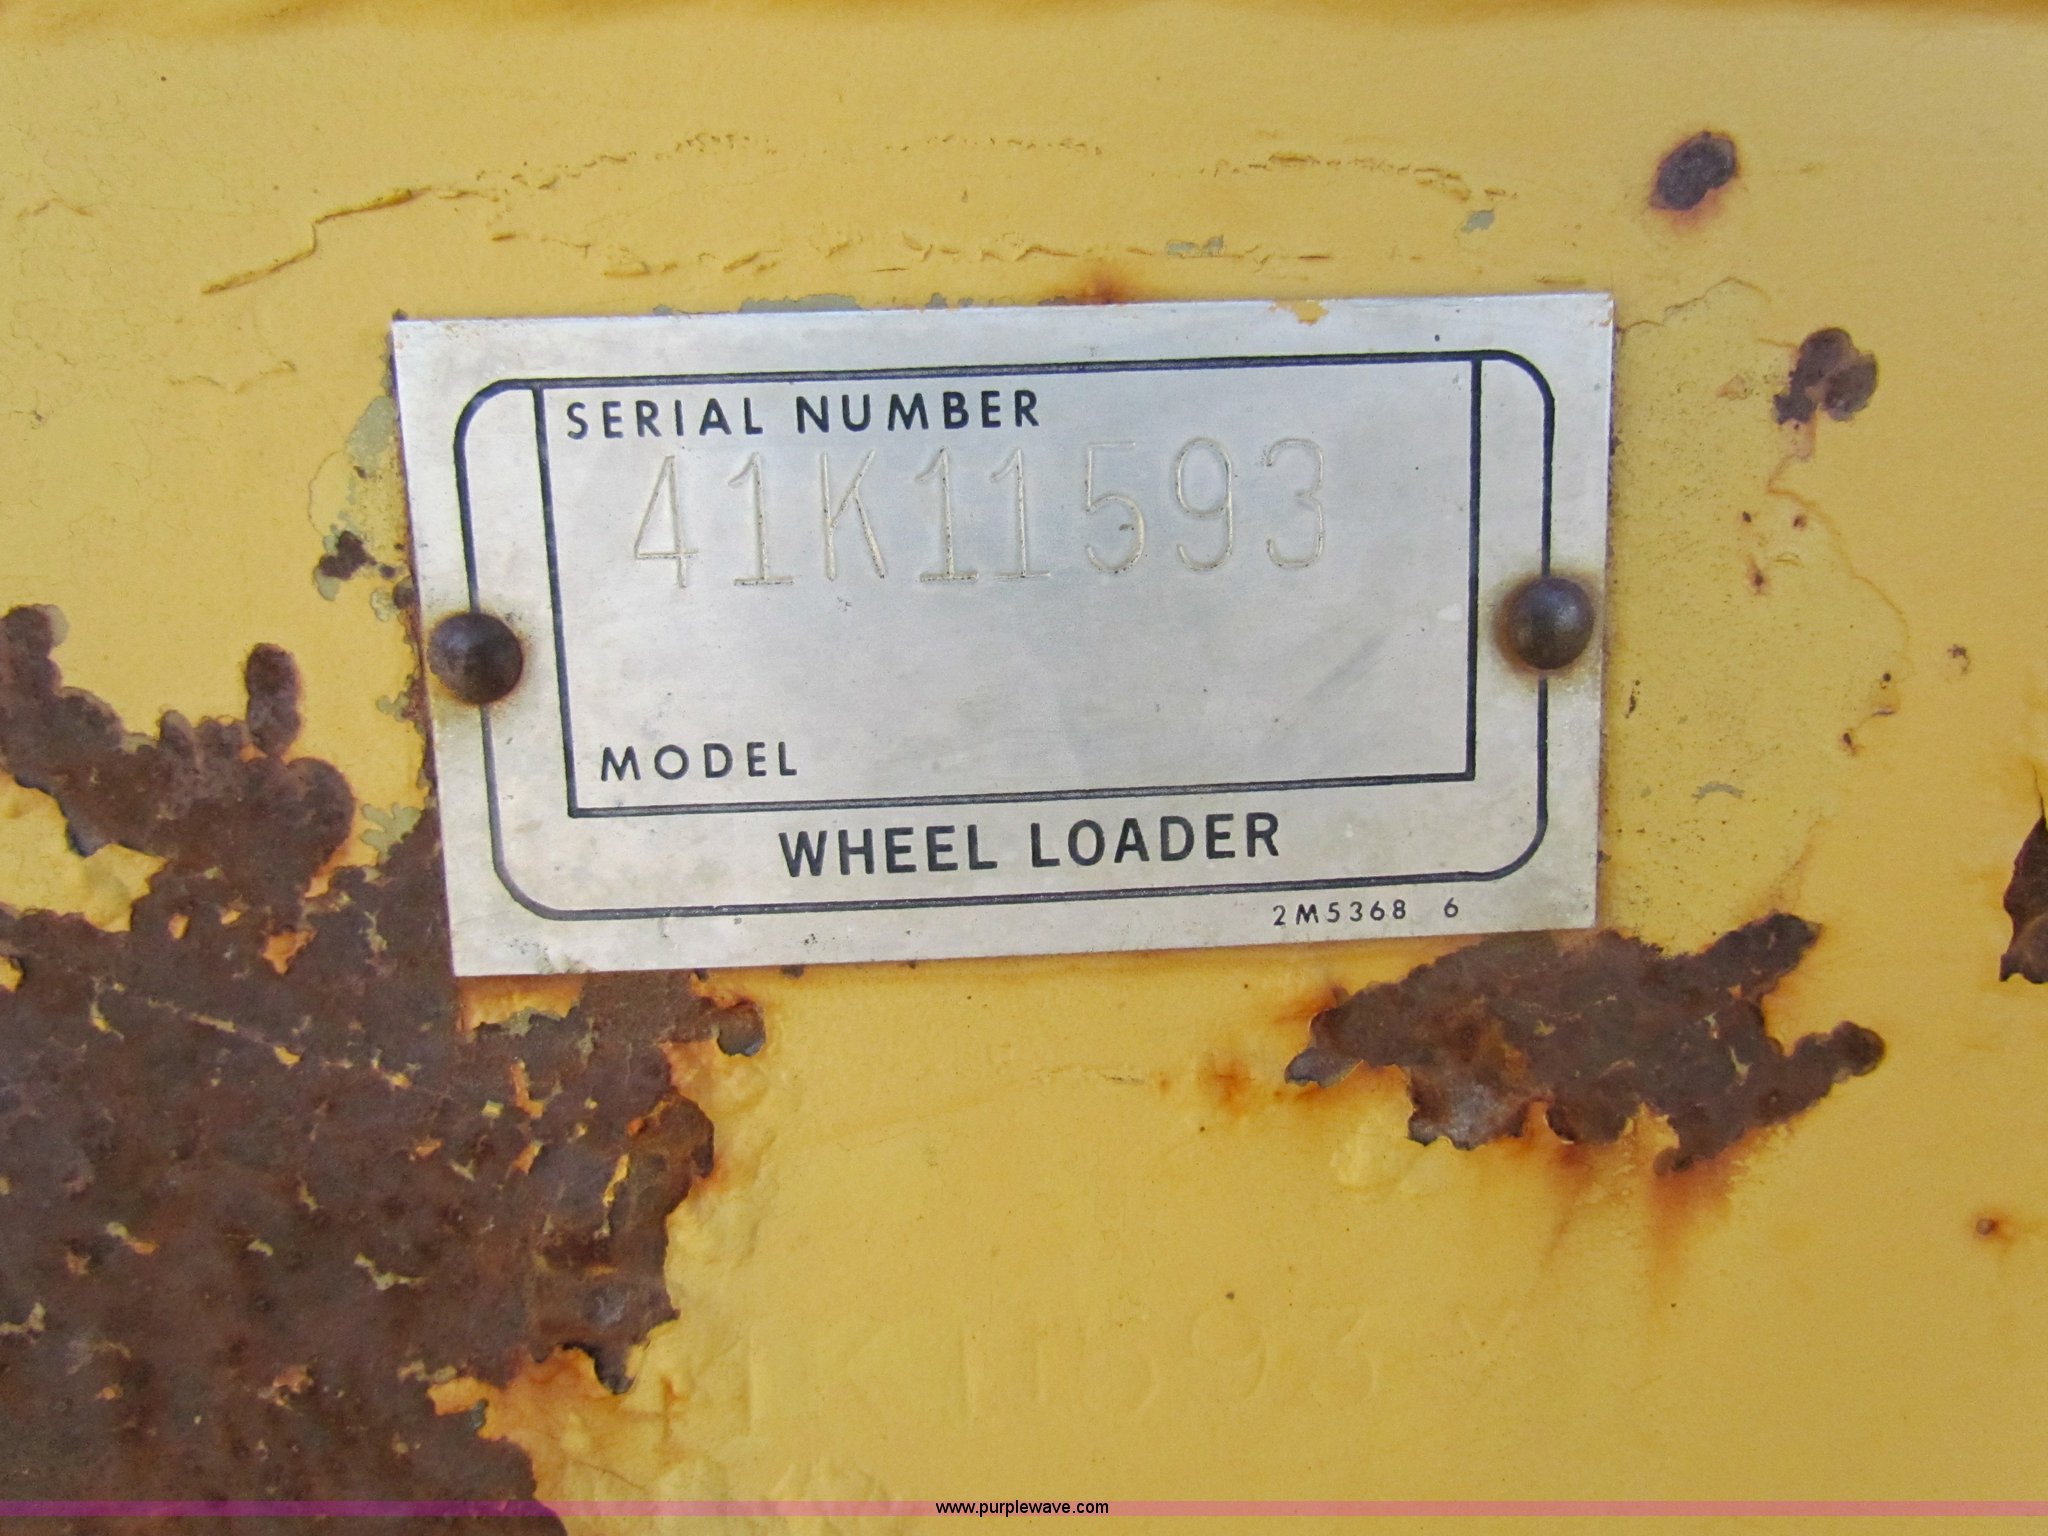 SERIAL NUMBER
41K11593
MODEL
WHEEL LOADER
2M5368 6
www.purplewave.com